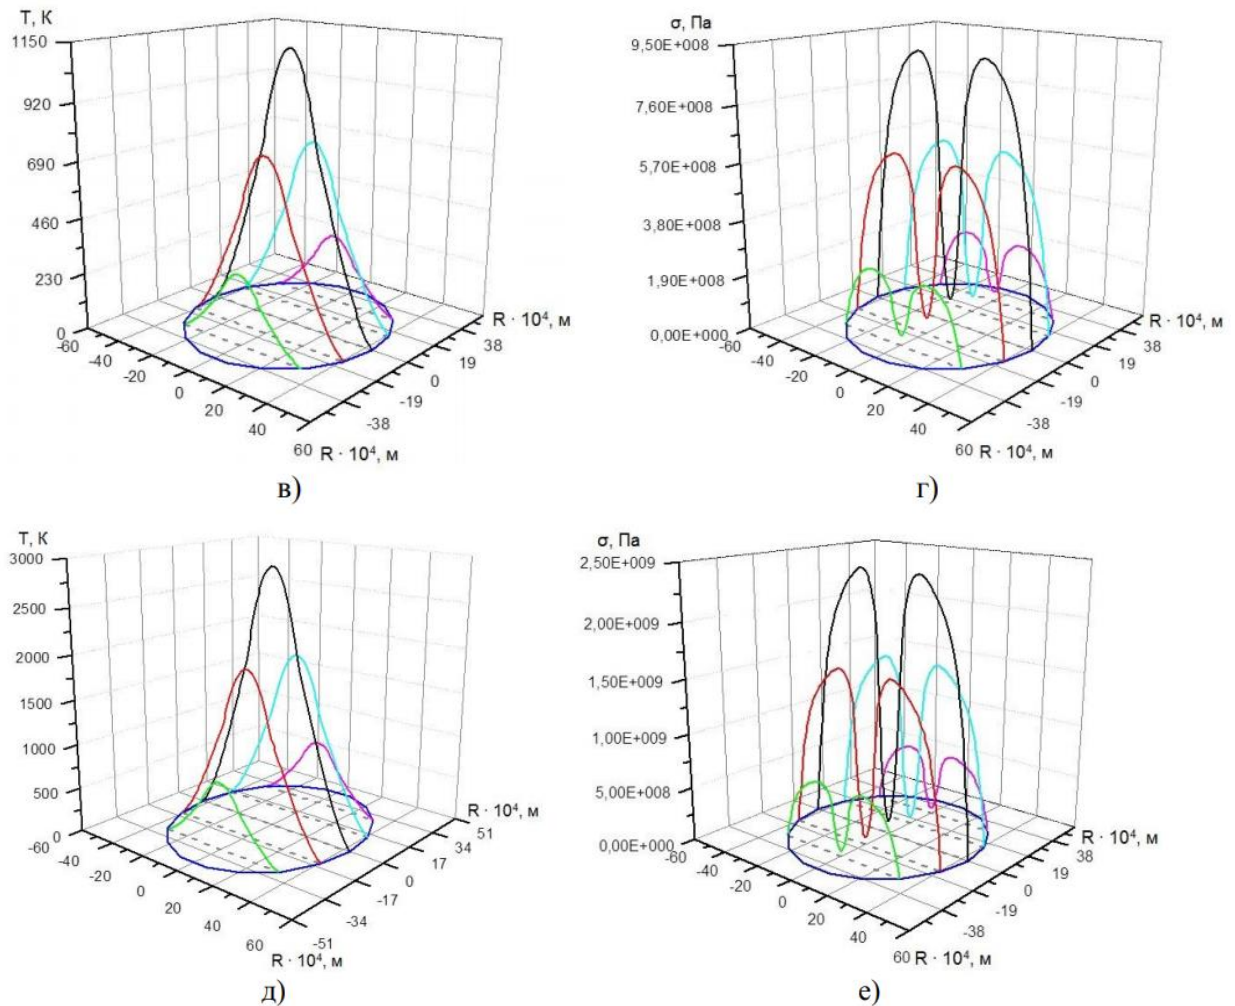 T, К
1150
920
690
460
230
0
-60
-40
-20
0
20
40
60
R · 10⁴, м
-38
-19
0
19
38
R · 10⁴, м
в)
σ, Па
9,50E+008
7,60E+008
5,70E+008
3,80E+008
1,90E+008
0,00E+000
-60
-40
-20
0
20
40
60
R · 10⁴, м
-38
-19
0
19
38
R · 10⁴, м
г)
T, К
3000
2500
2000
1500
1000
500
0
-60
-40
-20
0
20
40
60
R · 10⁴, м
-51
-34
-17
0
17
34
51
R · 10⁴, м
д)
σ, Па
2,50E+009
2,00E+009
1,50E+009
1,00E+009
5,00E+008
0,00E+000
-60
-40
-20
0
20
40
60
R · 10⁴, м
-38
-19
0
19
38
R · 10⁴, м
е)